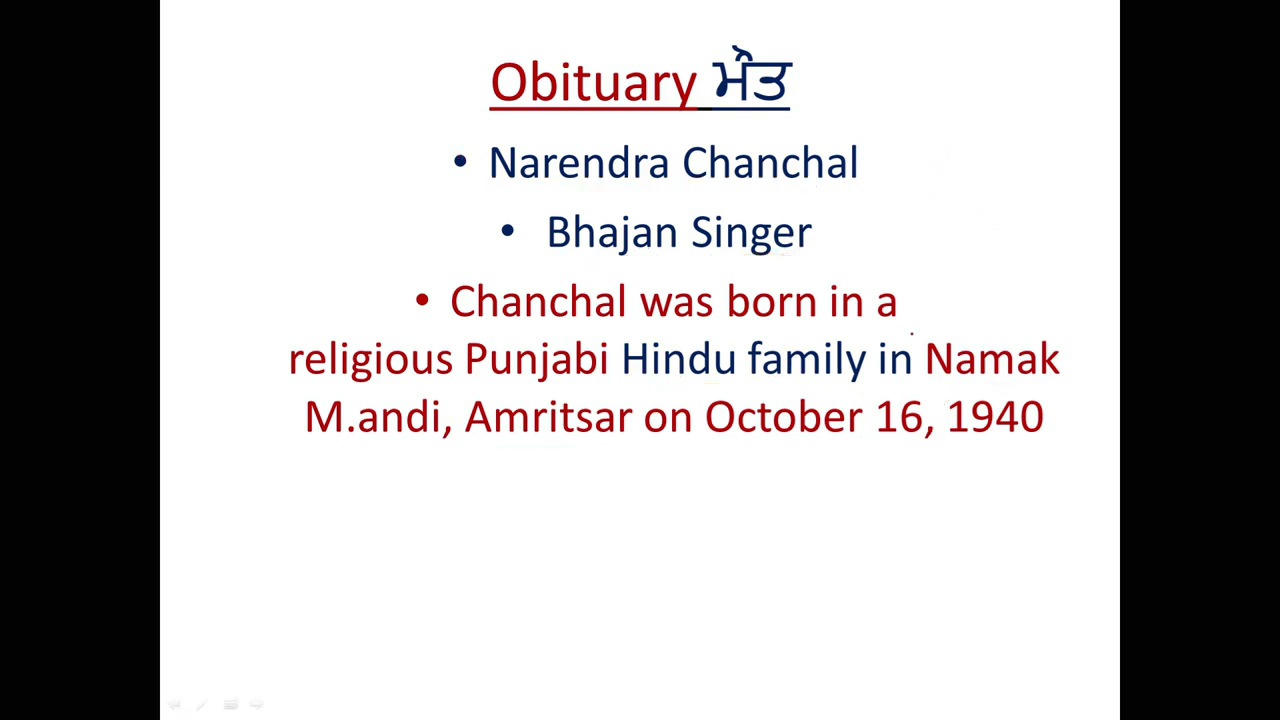 Obituary ਮੌਤ
• Narendra Chanchal
• Bhajan Singer
• Chanchal was born in a
religious Punjabi Hindu family in Namak
M.andi, Amritsar on October 16, 1940